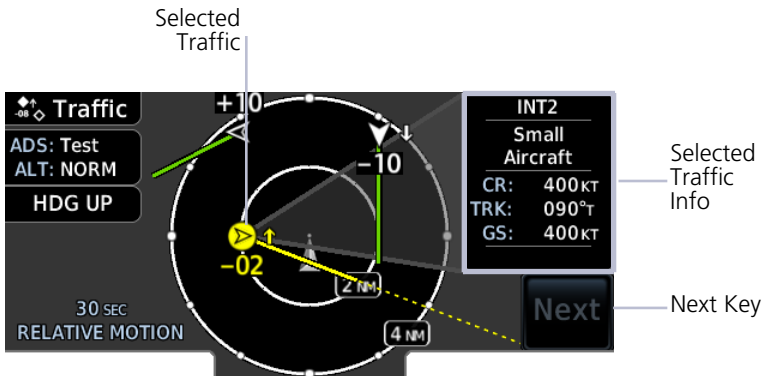 Selected
Traffic
-08 Traffic
ADS: Test
ALT: NORM
HDG UP
+10
−10
−02
2 NM
4 NM
30 SEC
RELATIVE MOTION
INT2
Small
Aircraft
CR: 400KT
TRK: 090°T
GS: 400KT
Selected
Traffic
Info
Next
Next Key